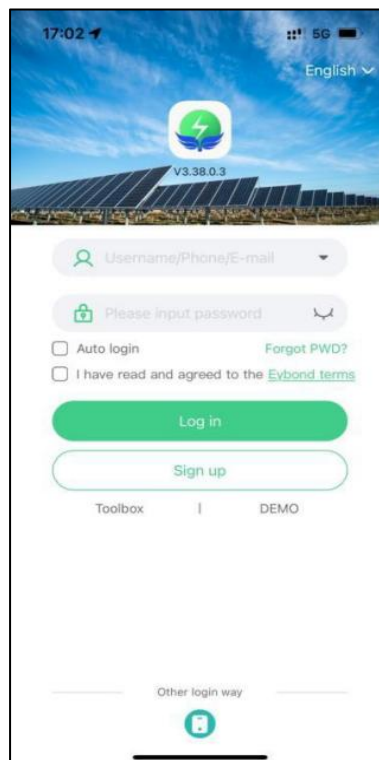 17:02 5G
English
V3.38.0.3
Username/Phone/E-mail
Please input password
Auto login Forgot PWD?
I have read and agreed to the Eybond terms
Log in
Sign up
Toolbox | DEMO
Other login way